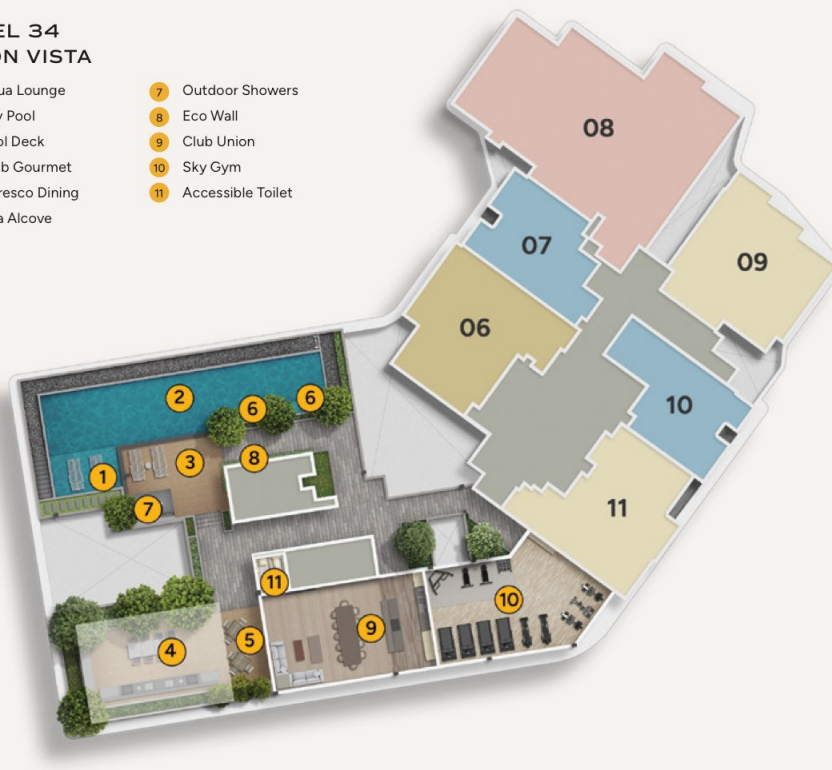 EL 34
ON VISTA
ua Lounge
y Pool
ol Deck
b Gourmet
resco Dining
a Alcove
7 Outdoor Showers
8 Eco Wall
9 Club Union
10 Sky Gym
11 Accessible Toilet
08
07
09
06
10
11
2
6
6
1
3
8
7
11
10
5
9
4